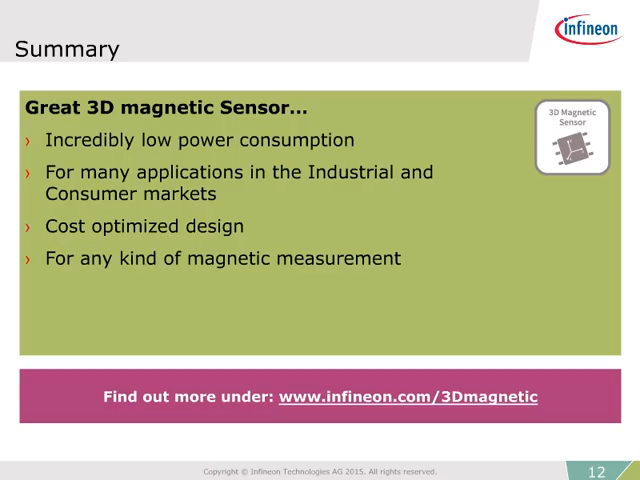 Summary
infineon
Great 3D magnetic Sensor...
3D Magnetic
Sensor
› Incredibly low power consumption
› For many applications in the Industrial and
Consumer markets
› Cost optimized design
› For any kind of magnetic measurement
Find out more under: www.infineon.com/3Dmagnetic
Copyright © Infineon Technologies AG 2015. All rights reserved.
12